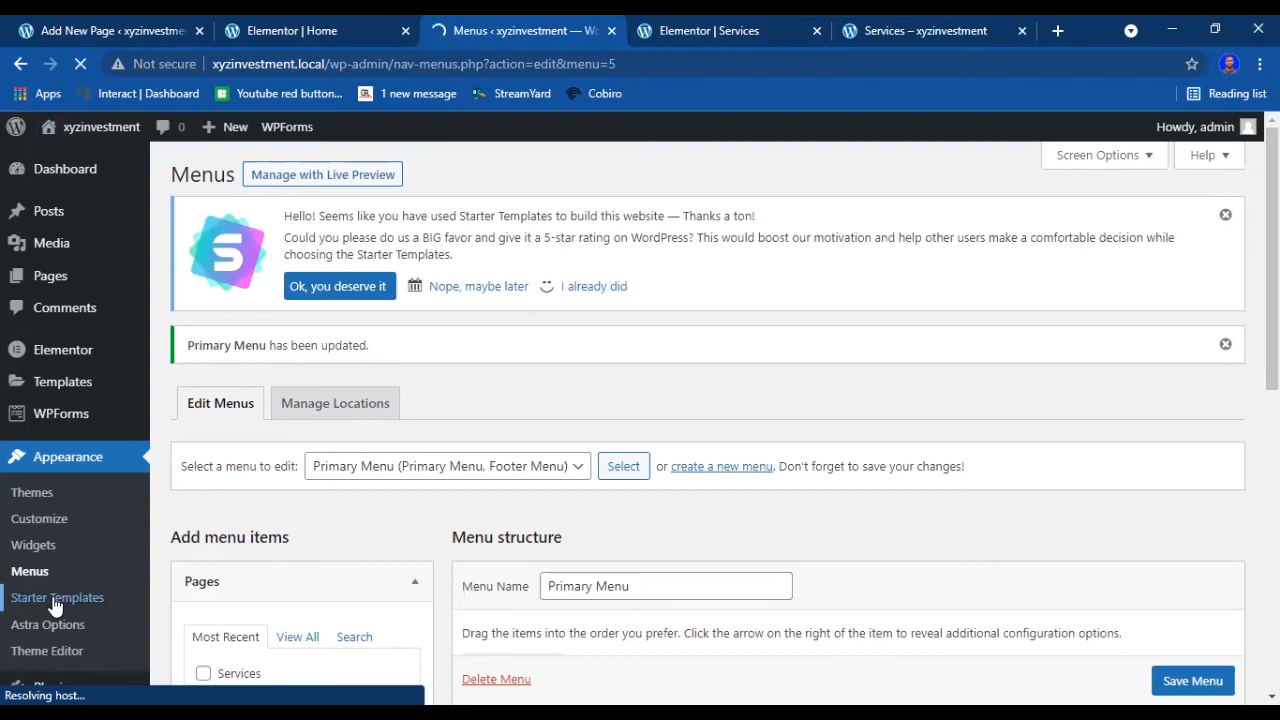 Add New Page ‹ xyzinvestme
Elementor | Home
Menus ‹ xyzinvestment — Wo
Elementor | Services
Services – xyzinvestment
Not secure
xyzinvestment.local/wp-admin/nav-menus.php?action=edit&menu=5
Apps
Interact | Dashboard
Youtube red button...
1 new message
StreamYard
Cobiro
Reading list
xyzinvestment
0
New
WPForms
Howdy, admin
Dashboard
Posts
Media
Pages
Comments
Elementor
Templates
WPForms
Appearance
Themes
Customize
Widgets
Menus
Starter Templates
Astra Options
Theme Editor
Resolving host...
Screen Options
Help
Menus
Manage with Live Preview
S
Hello! Seems like you have used Starter Templates to build this website — Thanks a ton!
Could you please do us a BIG favor and give it a 5-star rating on WordPress? This would boost our motivation and help other users make a comfortable decision while
choosing the Starter Templates.
Ok, you deserve it
Nope, maybe later
I already did
Primary Menu has been updated.
Edit Menus
Manage Locations
Select a menu to edit:
Primary Menu (Primary Menu, Footer Menu)
Select
or create a new menu. Don't forget to save your changes!
Add menu items
Pages
Most Recent
View All
Search
Services
Menu structure
Menu Name
Primary Menu
Drag the items into the order you prefer. Click the arrow on the right of the item to reveal additional configuration options.
Delete Menu
Save Menu